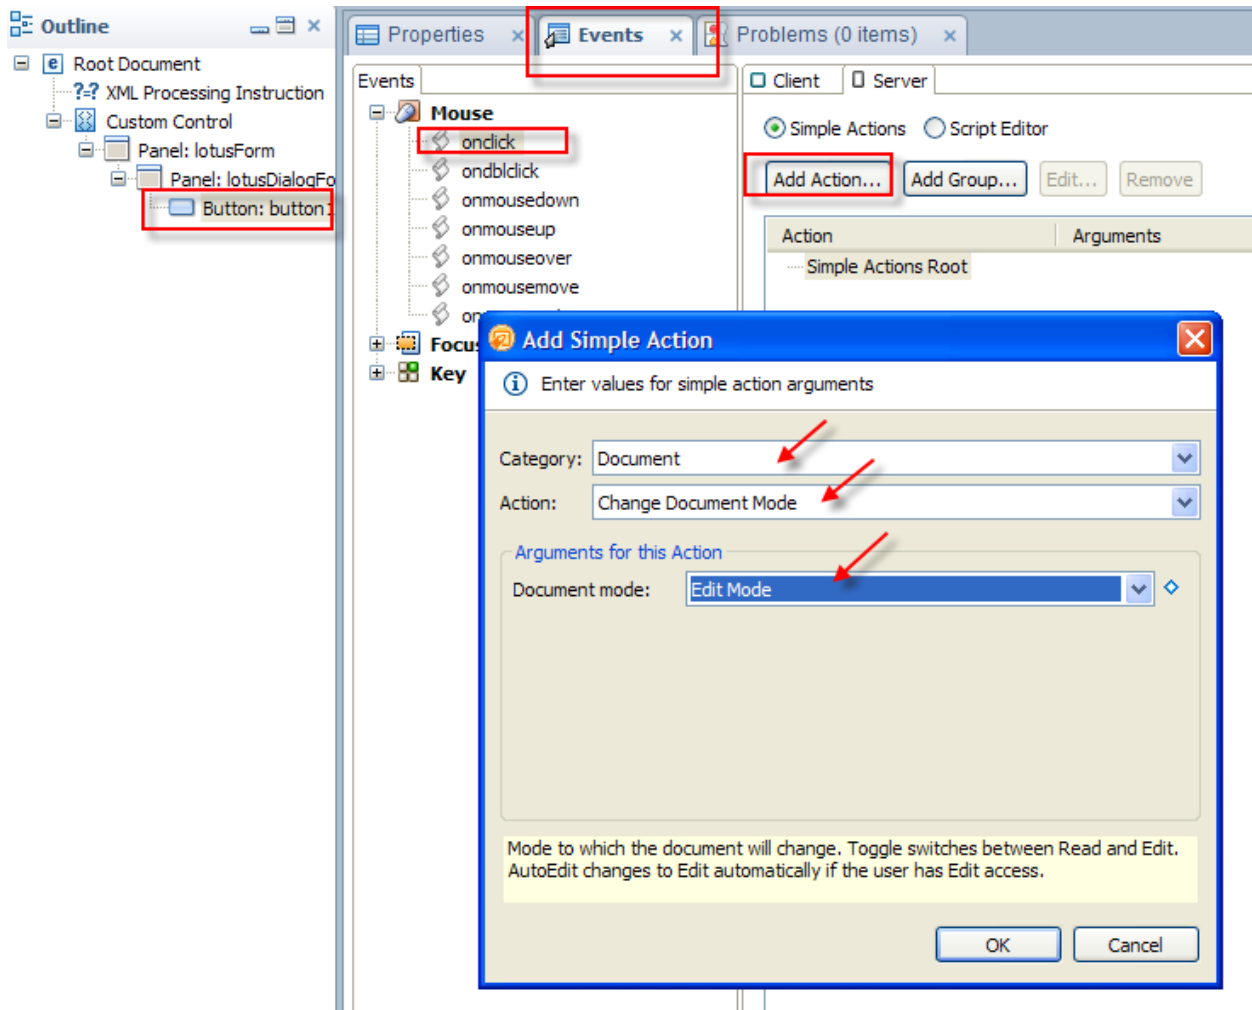 Outline
Root Document
?=? XML Processing Instruction
Custom Control
Panel: lotusForm
Panel: lotusDialogFo
Button: button1
Properties
Events
Problems (0 items)
Events
Mouse
onclick
ondblclick
onmousedown
onmouseup
onmouseover
onmousemove
Focu
Key
Client
Server
Simple Actions
Script Editor
Add Action...
Add Group...
Edit...
Remove
Action
Arguments
Simple Actions Root
Add Simple Action
Enter values for simple action arguments
Category: Document
Action: Change Document Mode
Arguments for this Action
Document mode: Edit Mode
Mode to which the document will change. Toggle switches between Read and Edit.
AutoEdit changes to Edit automatically if the user has Edit access.
OK
Cancel